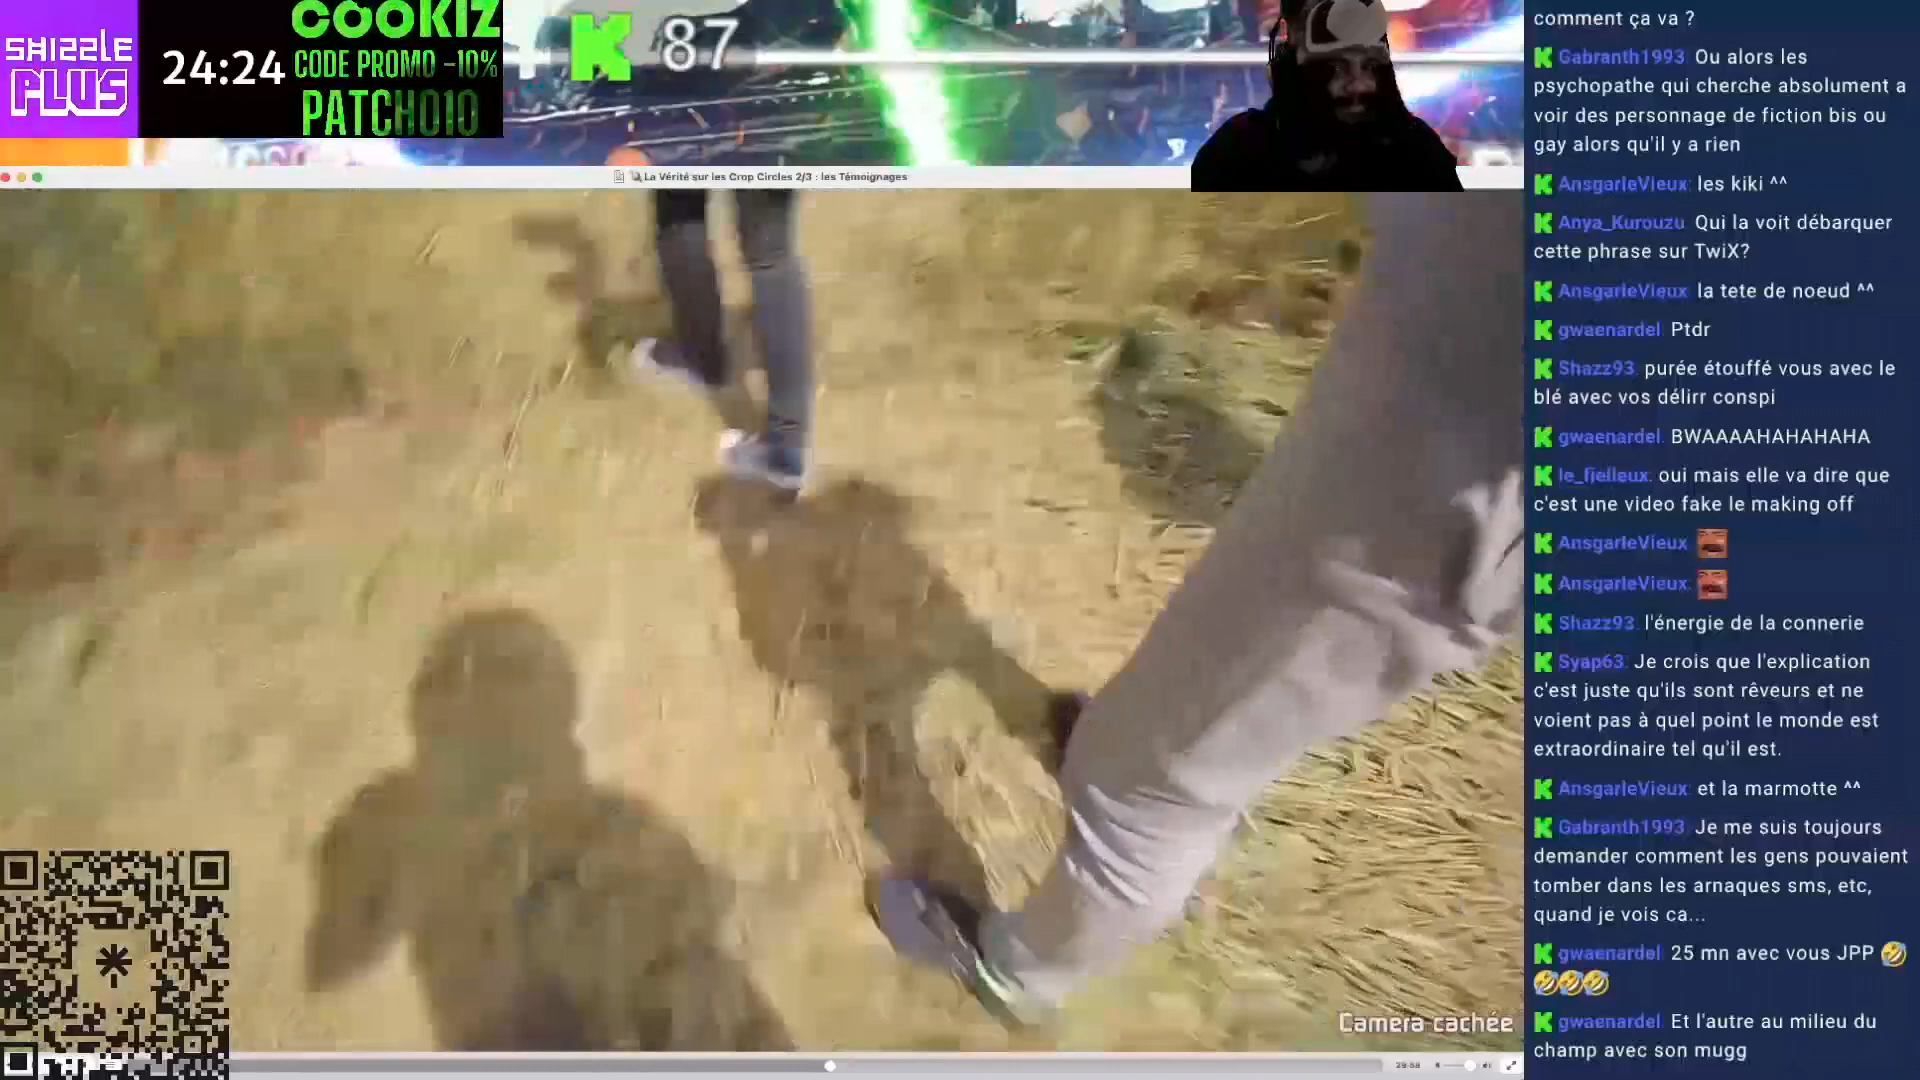 SHIZZLE
PLUS
24:24
COOKIZ
CODE PROMO -10%
PATCHO10
87
La Vérité sur les Crop Circles 2/3 : les Témoignages
Camera cachée
29:58
comment ça va ?
Gabranth1993: Ou alors les
psychopathe qui cherche absolument a
voir des personnage de fiction bis ou
gay alors qu'il y a rien
AnsgarleVieux: les kiki ^^
Anya_Kurouzu: Qui la voit débarquer
cette phrase sur TwiX?
AnsgarleVieux: la tete de noeud ^^
gwaenardel: Ptdr
Shazz93: purée étouffé vous avec le
blé avec vos délirr conspi
gwaenardel: BWAAAAHAHAHAHA
le_fielleux: oui mais elle va dire que
c'est une video fake le making off
AnsgarleVieux:
AnsgarleVieux:
Shazz93: l'énergie de la connerie
Syap63: Je crois que l'explication
c'est juste qu'ils sont rêveurs et ne
voient pas à quel point le monde est
extraordinaire tel qu'il est.
AnsgarleVieux: et la marmotte ^^
Gabranth1993: Je me suis toujours
demander comment les gens pouvaient
tomber dans les arnaques sms, etc,
quand je vois ca...
gwaenardel: 25 mn avec vous JPP 🤣
🤣🤣🤣
gwaenardel: Et l'autre au milieu du
champ avec son mugg